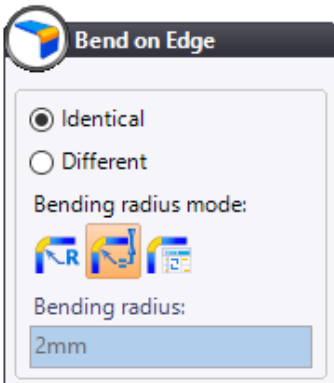 Bend on Edge
Identical
Different
Bending radius mode:
R
Bending radius:
2mm